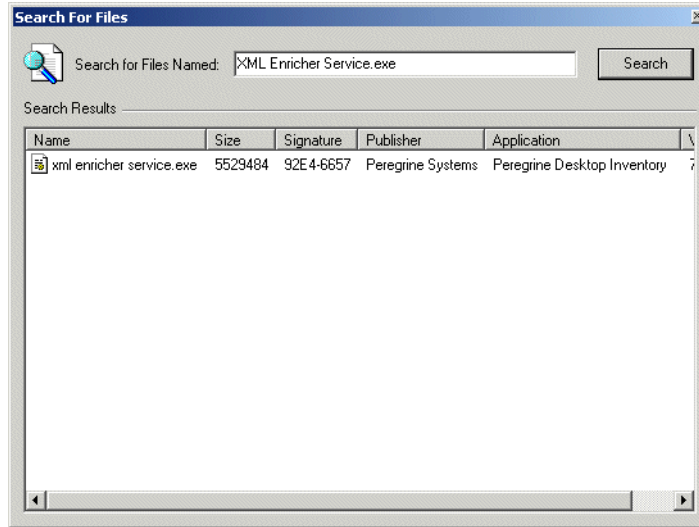 Search For Files
Search for Files Named: XML Enricher Service.exe Search
Search Results
Name Size Signature Publisher Application
xml enricher service.exe 5529484 92E4-6657 Peregrine Systems Peregrine Desktop Inventory 7